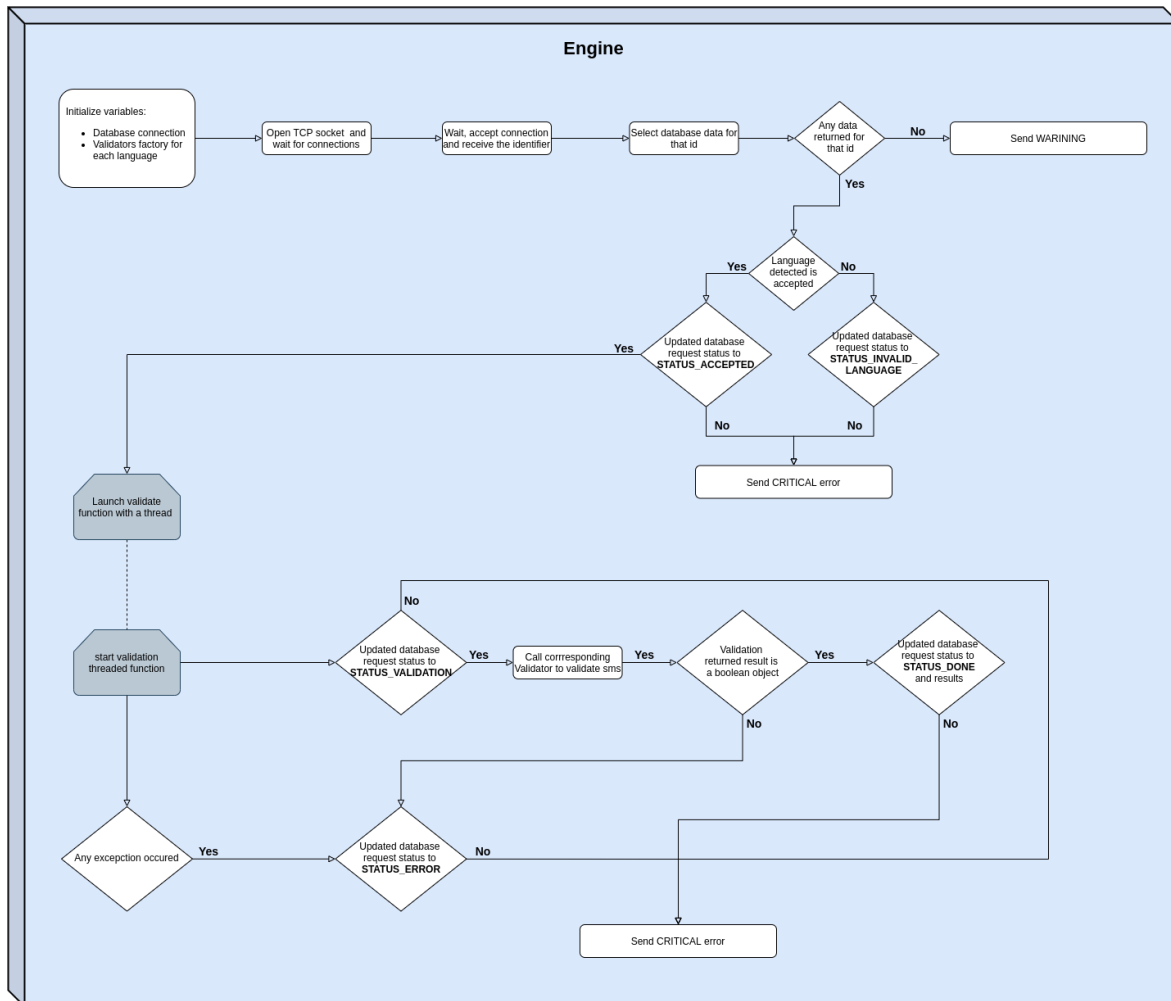 Engine
Initialize variables:
• Database connection
• Validators factory for
each language
Open TCP socket and
wait for connections
Wait, accept connection
and receive the identifier
Select database data for
that id
Any data
returned for
that id
No
Send WARINING
Yes
Language
detected is
accepted
Yes
No
Updated database
request status to
STATUS_ACCEPTED
Updated database
request status to
STATUS_INVALID_
LANGUAGE
Yes
No
No
Send CRITICAL error
Launch validate
function with a thread
start validation
threaded function
No
Updated database
request status to
STATUS_VALIDATION
Yes
Call corrresponding
Validator to validate sms
Yes
Validation
returned result is
a boolean object
Yes
Updated database
request status to
STATUS_DONE
and results
No
No
Any excepction occured
Yes
Updated database
request status to
STATUS_ERROR
No
Send CRITICAL error